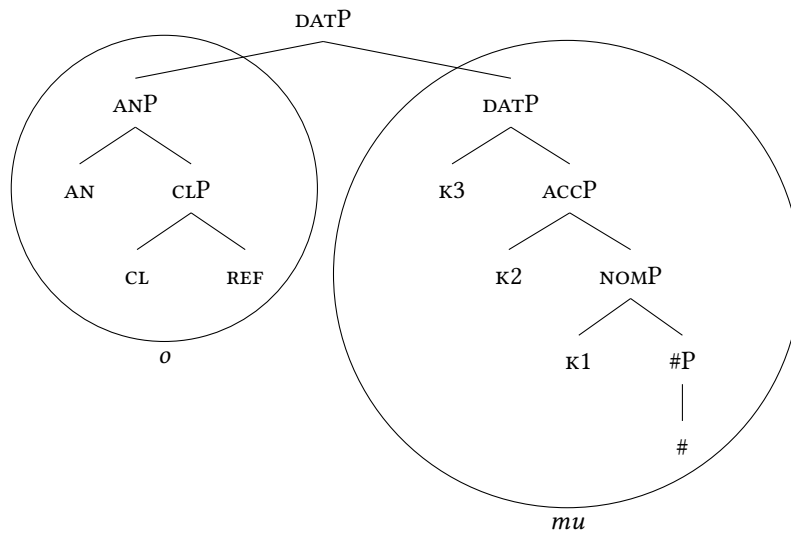 DATP
ANP DATP
AN CLP K3 ACCP
CL REF K2 NOMP
o K1 #P
#
mu